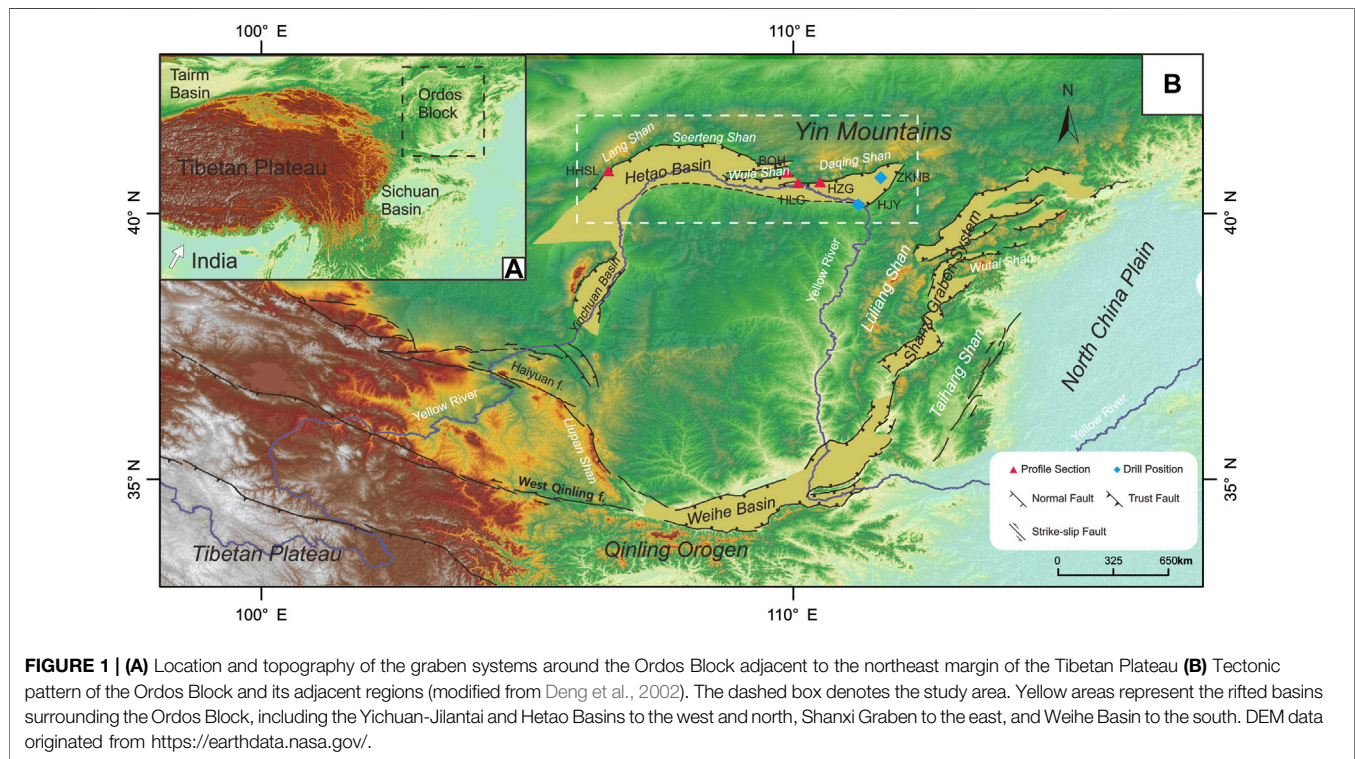 100° E
110° E
B
N
Tairm
Basin
Ordos
Block
Tibetan Plateau
Sichuan
Basin
India
A
Yin Mountains
Lang Shan
Seerteng Shan
BQH
Daqing Shan
HHSL
Hetao Basin
Wula Shan
ZKHB
HZG
HLG
HJY
40° N
40° N
Yinchuan Basin
Yellow River
Lüliang Shan
Shanxi Graben System
Wutai Shan
North China Plain
Taihang Shan
Haiyuan f.
Yellow River
Liupan Shan
Yellow River
35° N
35° N
West Qinling f.
Weihe Basin
Tibetan Plateau
Qinling Orogen
Profile Section
Drill Position
Normal Fault
Trust Fault
Strike-slip Fault
0 325 650km
100° E
110° E
FIGURE 1 | (A) Location and topography of the graben systems around the Ordos Block adjacent to the northeast margin of the Tibetan Plateau (B) Tectonic
pattern of the Ordos Block and its adjacent regions (modified from Deng et al., 2002). The dashed box denotes the study area. Yellow areas represent the rifted basins
surrounding the Ordos Block, including the Yichuan-Jilantai and Hetao Basins to the west and north, Shanxi Graben to the east, and Weihe Basin to the south. DEM data
originated from https://earthdata.nasa.gov/.